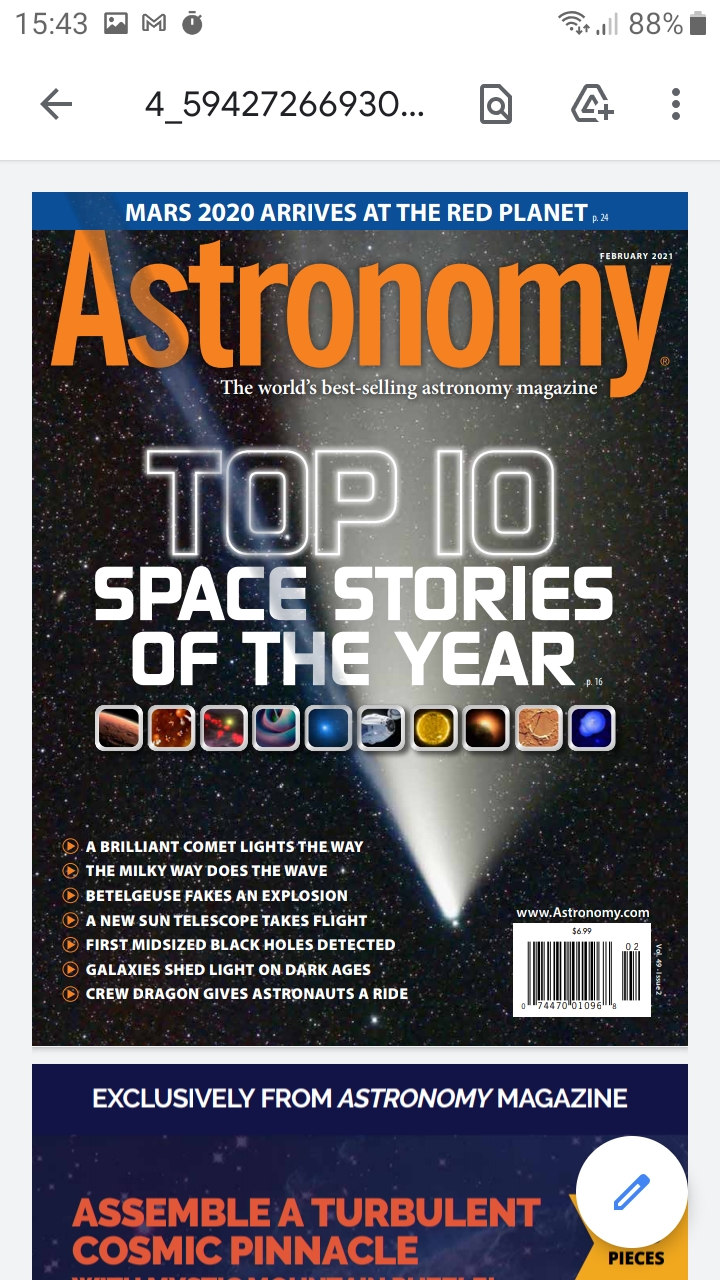 15:43 88%
4_59427266930...
MARS 2020 ARRIVES AT THE RED PLANET p. 24
FEBRUARY 2021
Astronomy®
The world's best-selling astronomy magazine
TOP 10
SPACE STORIES
OF THE YEAR p. 16
A BRILLIANT COMET LIGHTS THE WAY
THE MILKY WAY DOES THE WAVE
BETELGEUSE FAKES AN EXPLOSION
A NEW SUN TELESCOPE TAKES FLIGHT
FIRST MIDSIZED BLACK HOLES DETECTED
GALAXIES SHED LIGHT ON DARK AGES
CREW DRAGON GIVES ASTRONAUTS A RIDE
www.Astronomy.com
$6.99
0 2
0 74470 01096 8
Vol. 49 • Issue 2
EXCLUSIVELY FROM ASTRONOMY MAGAZINE
ASSEMBLE A TURBULENT
COSMIC PINNACLE
PIECES